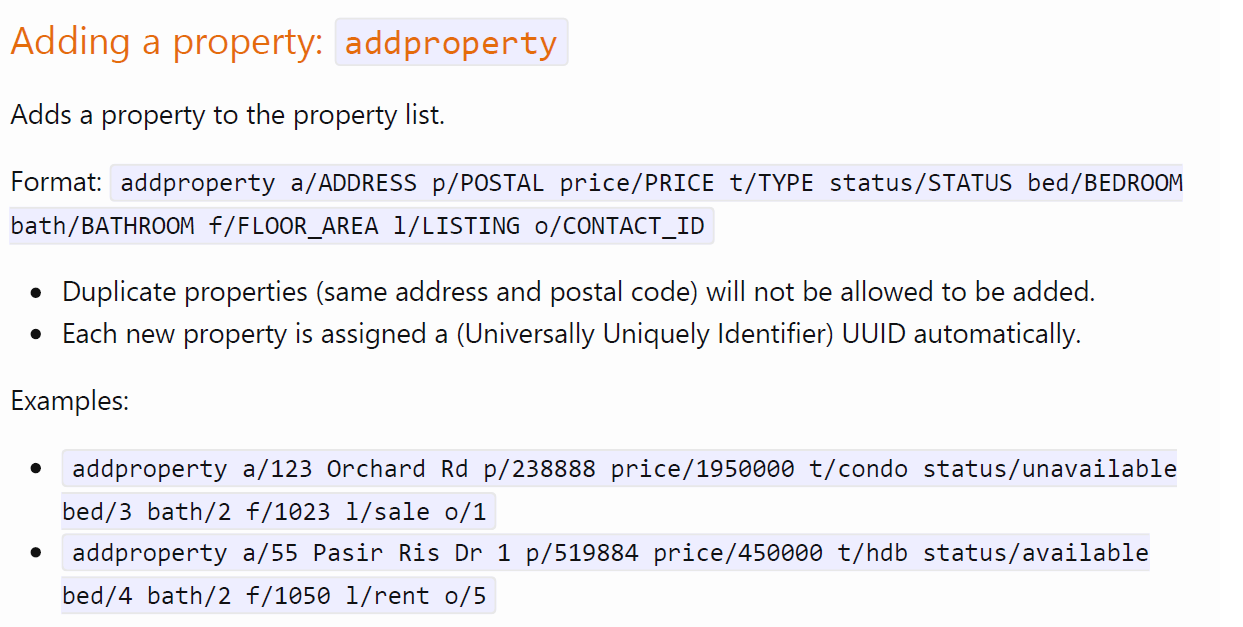 Adding a property: addproperty
Adds a property to the property list.
Format: addproperty a/ADDRESS p/POSTAL price/PRICE t/TYPE status/STATUS bed/BEDROOM
bath/BATHROOM f/FLOOR_AREA l/LISTING o/CONTACT_ID
• Duplicate properties (same address and postal code) will not be allowed to be added.
• Each new property is assigned a (Universally Uniquely Identifier) UUID automatically.
Examples:
• addproperty a/123 Orchard Rd p/238888 price/1950000 t/condo status/unavailable
bed/3 bath/2 f/1023 l/sale o/1
• addproperty a/55 Pasir Ris Dr 1 p/519884 price/450000 t/hdb status/available
bed/4 bath/2 f/1050 l/rent o/5